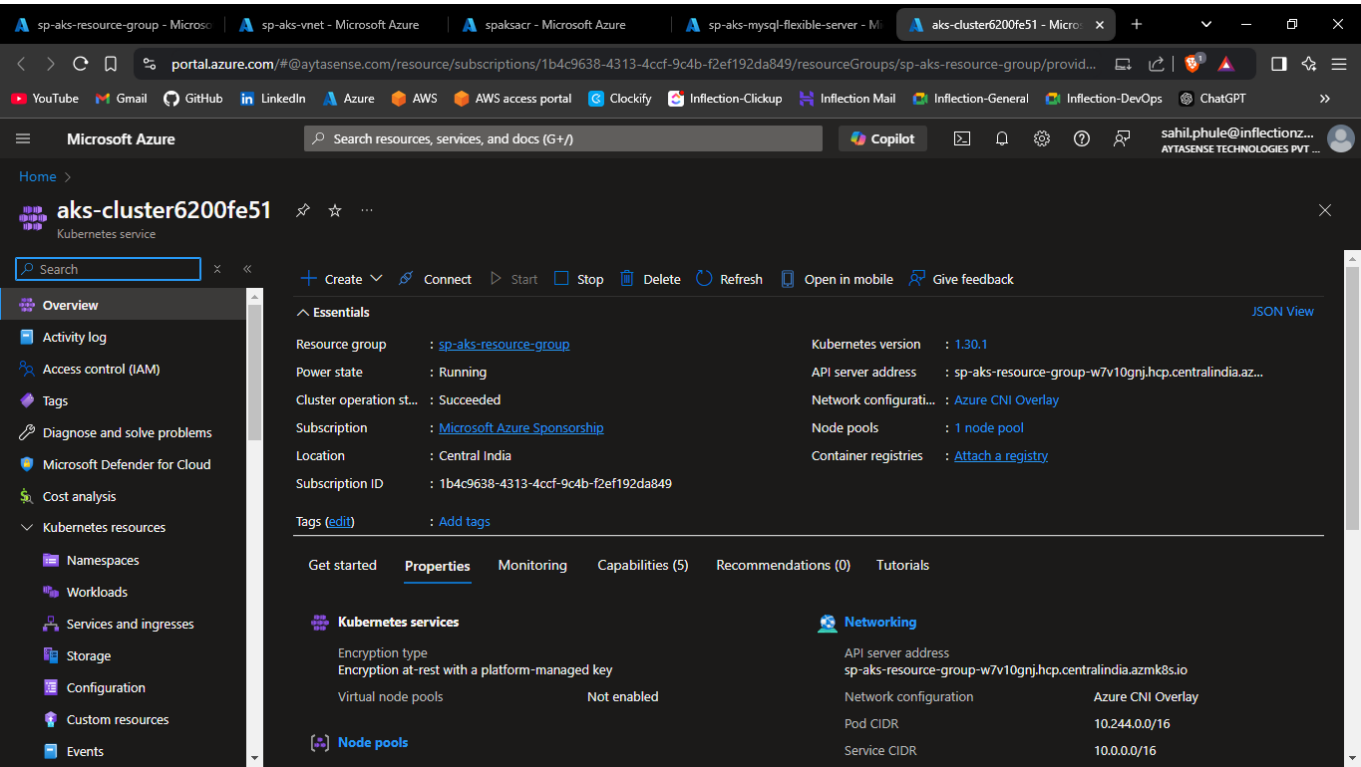 sp-aks-resource-group - Microso
sp-aks-vnet - Microsoft Azure
spaksacr - Microsoft Azure
sp-aks-mysql-flexible-server - Mi
aks-cluster6200fe51 - Micros
portal.azure.com/#@aytasense.com/resource/subscriptions/1b4c9638-4313-4ccf-9c4b-f2ef192da849/resourceGroups/sp-aks-resource-group/provid...
YouTube Gmail GitHub LinkedIn Azure AWS AWS access portal Clockify Inflection-Clickup Inflection Mail Inflection-General Inflection-DevOps ChatGPT
Microsoft Azure
Search resources, services, and docs (G+/)
Copilot
sahil.phule@inflectionz...
AYTASENSE TECHNOLOGIES PVT ...
Home >
aks-cluster6200fe51
Kubernetes service
Search
Overview
Activity log
Access control (IAM)
Tags
Diagnose and solve problems
Microsoft Defender for Cloud
Cost analysis
Kubernetes resources
Namespaces
Workloads
Services and ingresses
Storage
Configuration
Custom resources
Events
Create Connect Start Stop Delete Refresh Open in mobile Give feedback
Essentials
JSON View
Resource group : sp-aks-resource-group
Power state : Running
Cluster operation st... : Succeeded
Subscription : Microsoft Azure Sponsorship
Location : Central India
Subscription ID : 1b4c9638-4313-4ccf-9c4b-f2ef192da849
Kubernetes version : 1.30.1
API server address : sp-aks-resource-group-w7v10gnj.hcp.centralindia.az...
Network configurati... : Azure CNI Overlay
Node pools : 1 node pool
Container registries : Attach a registry
Tags (edit) : Add tags
Get started Properties Monitoring Capabilities (5) Recommendations (0) Tutorials
Kubernetes services
Encryption type
Encryption at-rest with a platform-managed key
Virtual node pools Not enabled
Node pools
Networking
API server address
sp-aks-resource-group-w7v10gnj.hcp.centralindia.azmk8s.io
Network configuration Azure CNI Overlay
Pod CIDR 10.244.0.0/16
Service CIDR 10.0.0.0/16